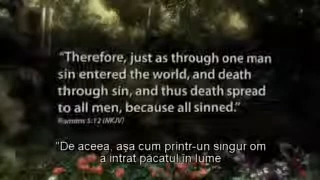 "Therefore, just as through one man
sin entered the world, and death
through sin, and thus death spread
to all men, because all sinned."
Romans 5:12 (NKJV)
"De aceea, așa cum printr-un singur om
a intrat păcatul în lume